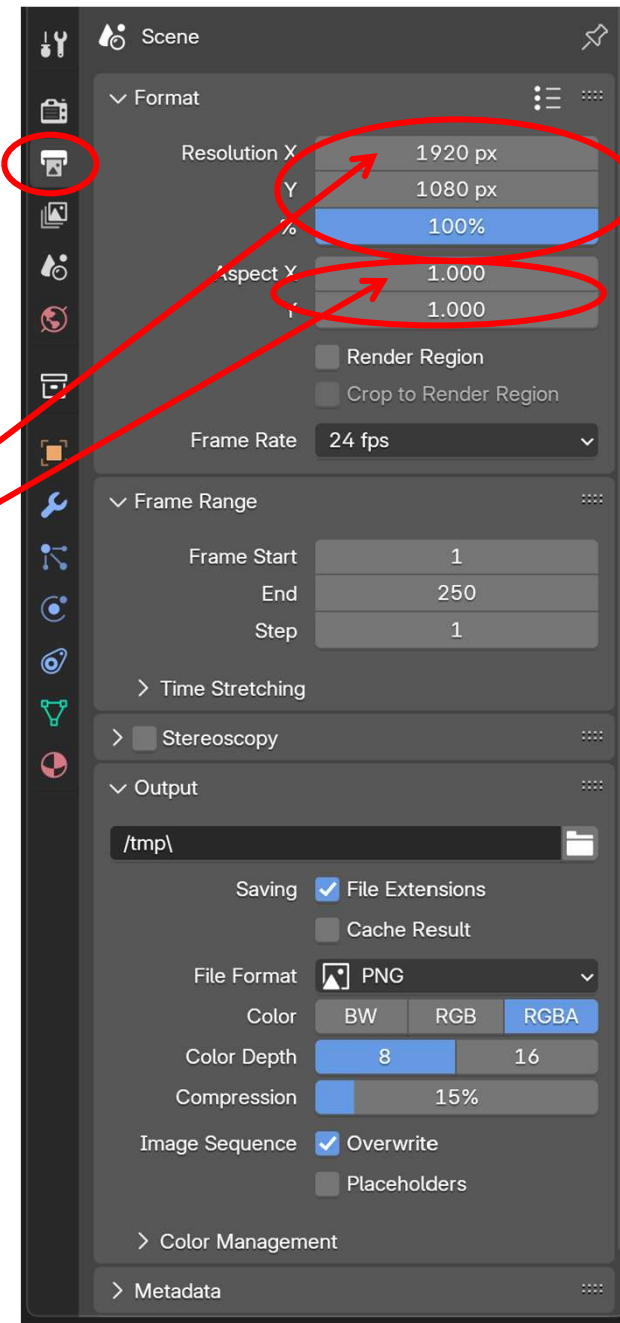 Scene
Format
Resolution X 1920 px
Y 1080 px
% 100%
Aspect X 1.000
Y 1.000
Render Region
Crop to Render Region
Frame Rate 24 fps
Frame Range
Frame Start 1
End 250
Step 1
Time Stretching
Stereoscopy
Output
/tmp\
Saving File Extensions
Cache Result
File Format PNG
Color BW RGB RGBA
Color Depth 8 16
Compression 15%
Image Sequence Overwrite
Placeholders
Color Management
Metadata